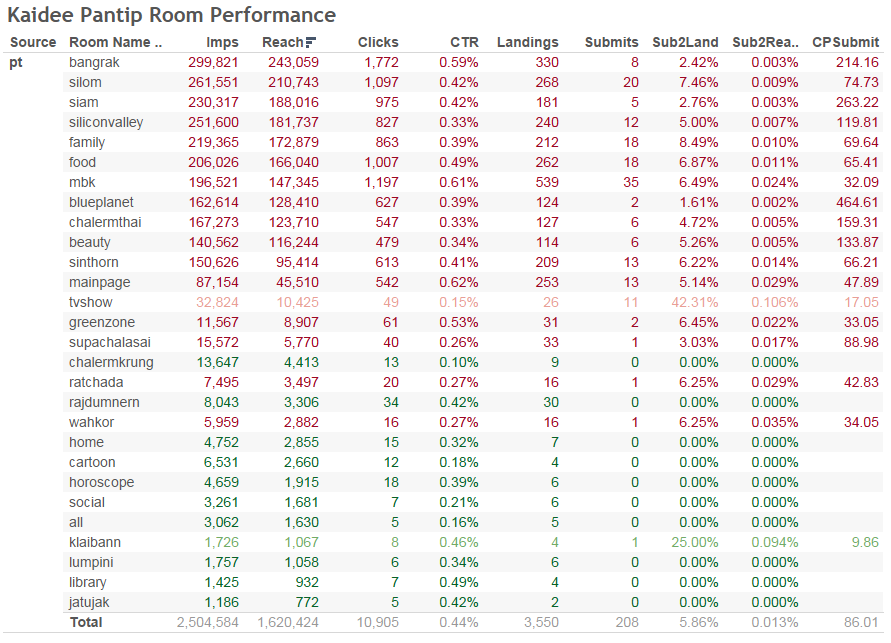 Kaidee Pantip Room Performance
Source Room Name .. Imps Reach Clicks CTR Landings Submits Sub2Land Sub2Rea.. CPSubmit
pt bangrak 299,821 243,059 1,772 0.59% 330 8 2.42% 0.003% 214.16
silom 261,551 210,743 1,097 0.42% 268 20 7.46% 0.009% 74.73
siam 230,317 188,016 975 0.42% 181 5 2.76% 0.003% 263.22
siliconvalley 251,600 181,737 827 0.33% 240 12 5.00% 0.007% 119.81
family 219,365 172,879 863 0.39% 212 18 8.49% 0.010% 69.64
food 206,026 166,040 1,007 0.49% 262 18 6.87% 0.011% 65.41
mbk 196,521 147,345 1,197 0.61% 539 35 6.49% 0.024% 32.09
blueplanet 162,614 128,410 627 0.39% 124 2 1.61% 0.002% 464.61
chalermthai 167,273 123,710 547 0.33% 127 6 4.72% 0.005% 159.31
beauty 140,562 116,244 479 0.34% 114 6 5.26% 0.005% 133.87
sinthorn 150,626 95,414 613 0.41% 209 13 6.22% 0.014% 66.21
mainpage 87,154 45,510 542 0.62% 253 13 5.14% 0.029% 47.89
tvshow 32,824 10,425 49 0.15% 26 11 42.31% 0.106% 17.05
greenzone 11,567 8,907 61 0.53% 31 2 6.45% 0.022% 33.05
supachalasai 15,572 5,770 40 0.26% 33 1 3.03% 0.017% 88.98
chalermkrung 13,647 4,413 13 0.10% 9 0 0.00% 0.000%
ratchada 7,495 3,497 20 0.27% 16 1 6.25% 0.029% 42.83
rajdumnern 8,043 3,306 34 0.42% 30 0 0.00% 0.000%
wahkor 5,959 2,882 16 0.27% 16 1 6.25% 0.035% 34.05
home 4,752 2,855 15 0.32% 7 0 0.00% 0.000%
cartoon 6,531 2,660 12 0.18% 4 0 0.00% 0.000%
horoscope 4,659 1,915 18 0.39% 6 0 0.00% 0.000%
social 3,261 1,681 7 0.21% 6 0 0.00% 0.000%
all 3,062 1,630 5 0.16% 5 0 0.00% 0.000%
klaibann 1,726 1,067 8 0.46% 4 1 25.00% 0.094% 9.86
lumpini 1,757 1,058 6 0.34% 6 0 0.00% 0.000%
library 1,425 932 7 0.49% 4 0 0.00% 0.000%
jatujak 1,186 772 5 0.42% 2 0 0.00% 0.000%
Total 2,504,584 1,620,424 10,905 0.44% 3,550 208 5.86% 0.013% 86.01